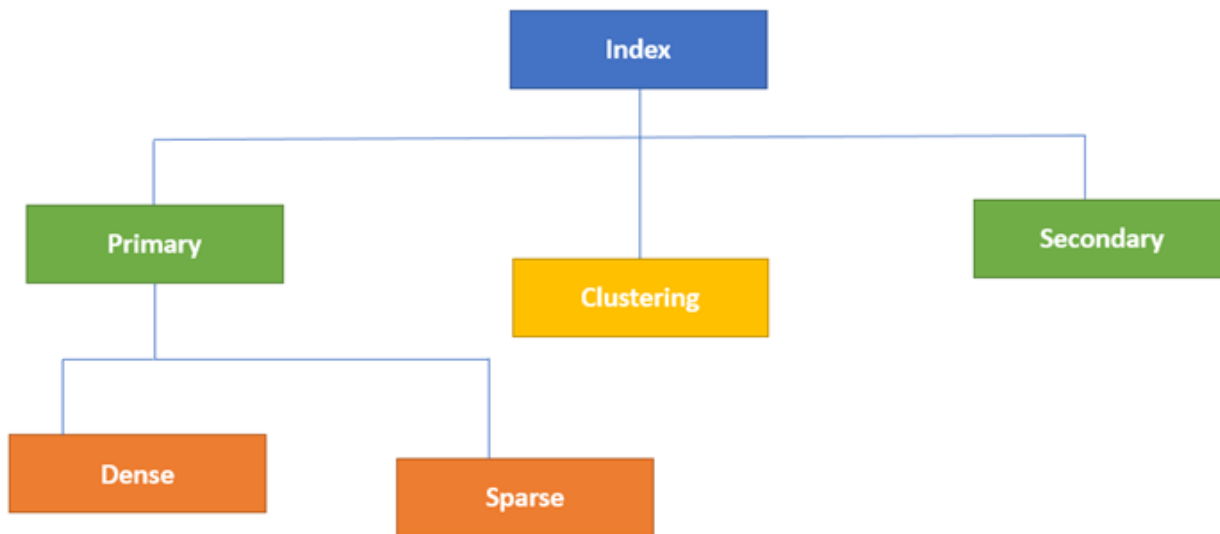 Index
Primary
Secondary
Clustering
Dense
Sparse